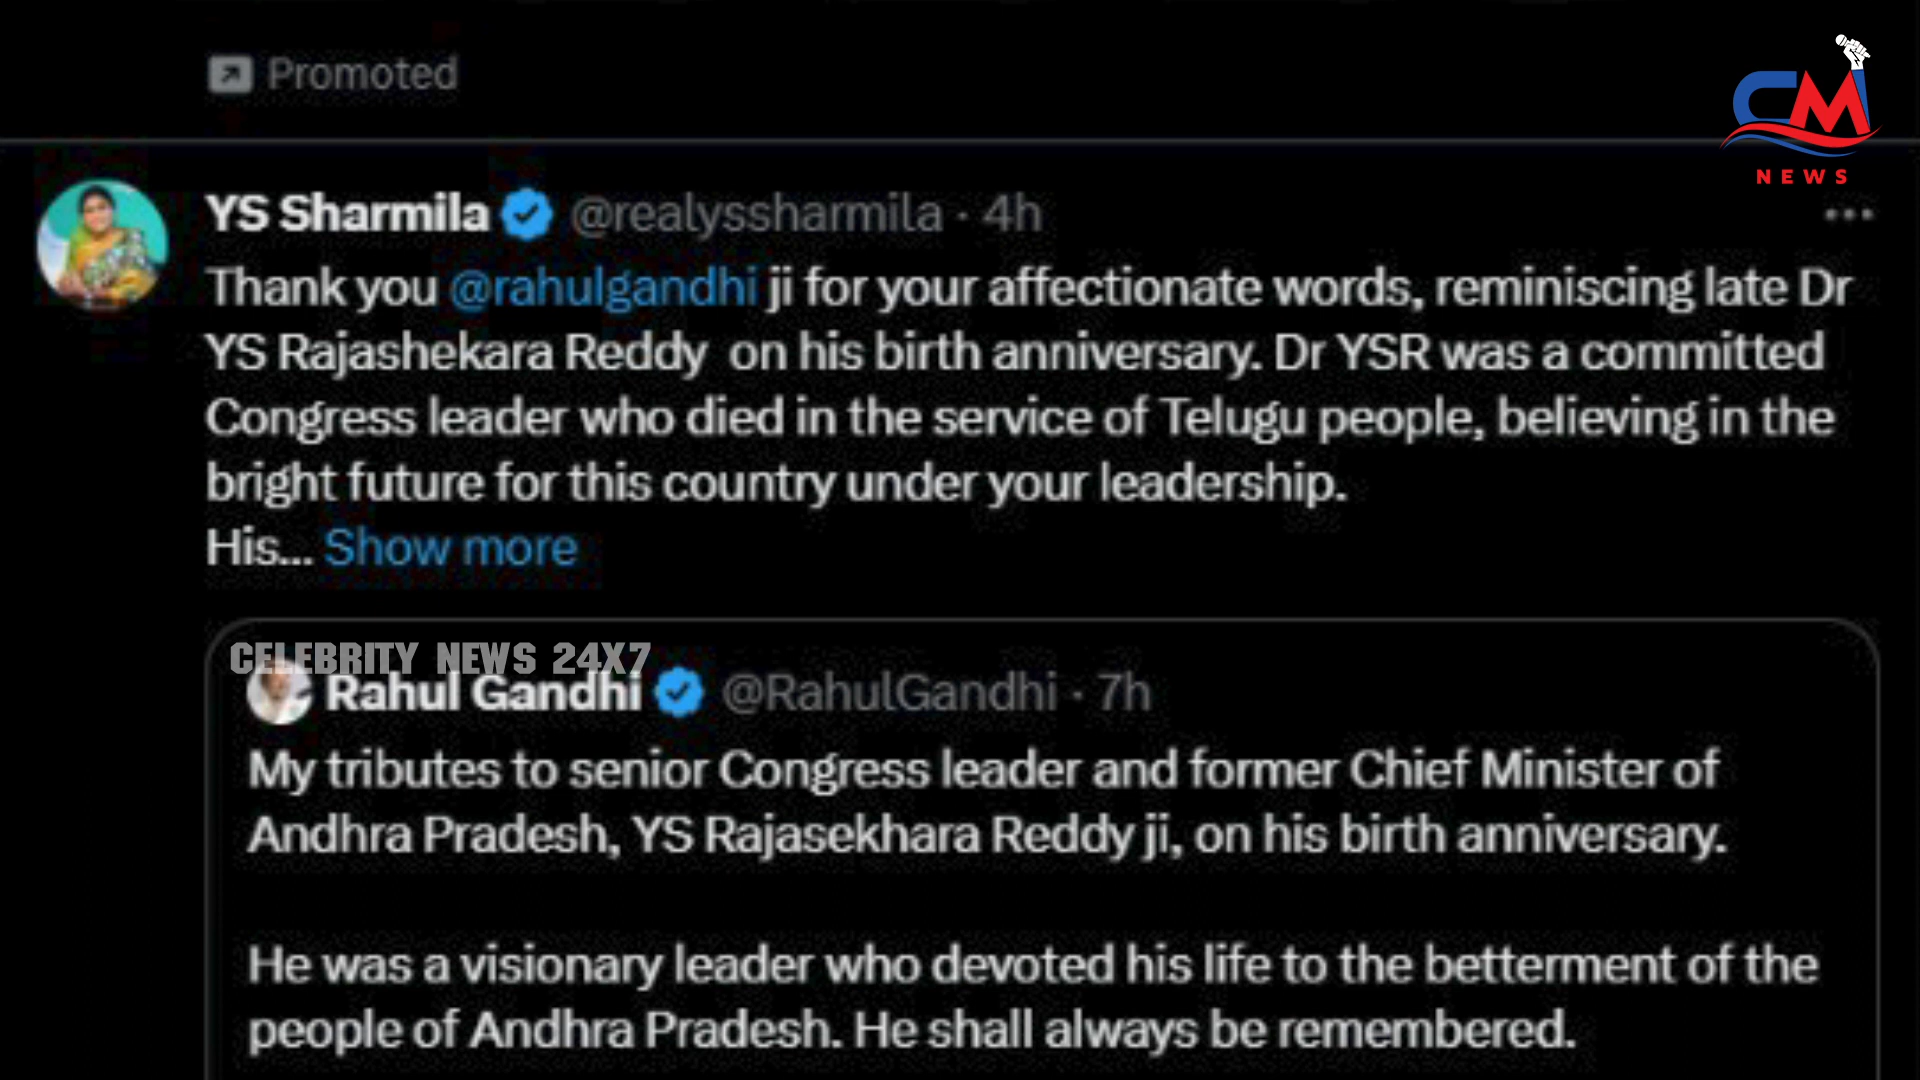 Promoted
CM
NEWS
YS Sharmila @realyssharmila · 4h
Thank you @rahulgandhi ji for your affectionate words, reminiscing late Dr
YS Rajashekara Reddy on his birth anniversary. Dr YSR was a committed
Congress leader who died in the service of Telugu people, believing in the
bright future for this country under your leadership.
His... Show more
CELEBRITY NEWS 24X7
Rahul Gandhi @RahulGandhi · 7h
My tributes to senior Congress leader and former Chief Minister of
Andhra Pradesh, YS Rajasekhara Reddy ji, on his birth anniversary.
He was a visionary leader who devoted his life to the betterment of the
people of Andhra Pradesh. He shall always be remembered.